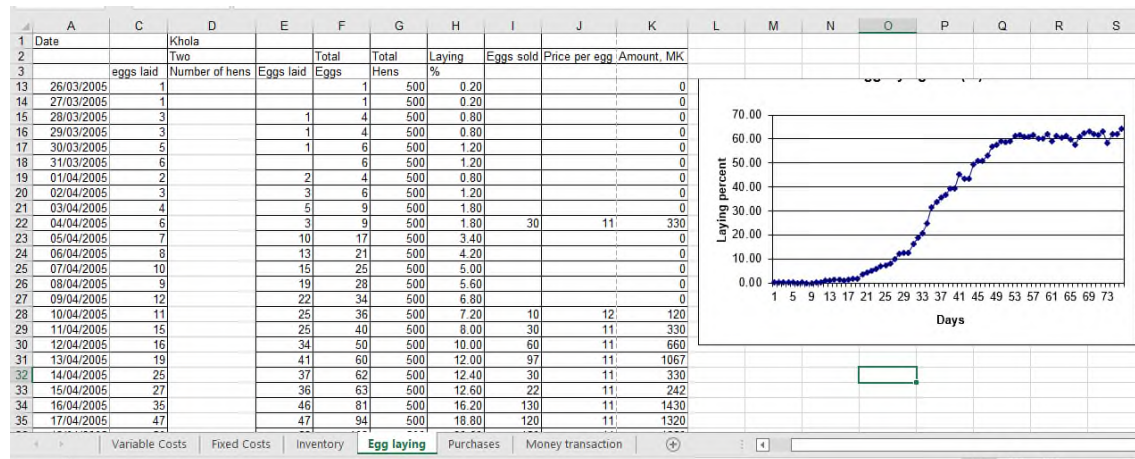 A C D E F G H I J K L M N O P Q R S
1 Date Khola
2 Two Total Total Laying Eggs sold Price per egg Amount, MK
3 eggs laid Number of hens Eggs laid Eggs Hens %
13 26/03/2005 1 1 500 0.20 0
14 27/03/2005 1 1 500 0.20 0
15 28/03/2005 3 1 4 500 0.80 0
16 29/03/2005 3 1 4 500 0.80 0
17 30/03/2005 5 1 6 500 1.20 0
18 31/03/2005 6 6 500 1.20 0
19 01/04/2005 2 2 4 500 0.80 0
20 02/04/2005 3 3 6 500 1.20 0
21 03/04/2005 4 5 9 500 1.80 0
22 04/04/2005 6 3 9 500 1.80 30 11 330
23 05/04/2005 7 10 17 500 3.40 0
24 06/04/2005 8 13 21 500 4.20 0
25 07/04/2005 10 15 25 500 5.00 0
26 08/04/2005 9 19 28 500 5.60 0
27 09/04/2005 12 22 34 500 6.80 0
28 10/04/2005 11 25 36 500 7.20 10 12 120
29 11/04/2005 15 25 40 500 8.00 30 11 330
30 12/04/2005 16 34 50 500 10.00 60 11 660
31 13/04/2005 19 41 60 500 12.00 97 11 1067
32 14/04/2005 25 37 62 500 12.40 30 11 330
33 15/04/2005 27 36 63 500 12.60 22 11 242
34 16/04/2005 35 46 81 500 16.20 130 11 1430
35 17/04/2005 47 47 94 500 18.80 120 11 1320
70.00
60.00
50.00
40.00
30.00
20.00
10.00
0.00
Laying percent
1 5 9 13 17 21 25 29 33 37 41 45 49 53 57 61 65 69 73
Days
Variable Costs Fixed Costs Inventory Egg laying Purchases Money transaction